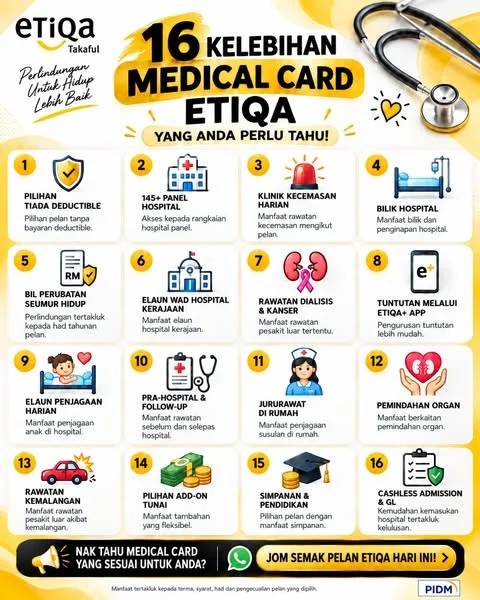 etiqa
Takaful
Perlindungan
Untuk Hidup
Lebih Baik
16 KELEBIHAN
MEDICAL CARD
ETIQA
YANG ANDA PERLU TAHU!
1
PILIHAN
TIADA DEDUCTIBLE
Pilihan pelan tanpa
bayaran deductible.
2
145+ PANEL
HOSPITAL
Akses kepada rangkaian
hospital panel.
3
KLINIK KECEMASAN
HARIAN
Manfaat rawatan
kecemasan mengikut
pelan.
4
BILIK HOSPITAL
Manfaat bilik dan
penginapan hospital.
5
RM
BIL PERUBATAN
SEUMUR HIDUP
Perlindungan tertakluk
kepada had tahunan
pelan.
6
ELAUN WAD HOSPITAL
KERAJAAN
Manfaat elaun
hospital kerajaan.
7
RAWATAN DIALISIS
& KANSER
Manfaat rawatan
pesakit luar tertentu.
8
e+
TUNTUTAN MELALUI
ETIQA+ APP
Pengurusan tuntutan
lebih mudah.
9
ELAUN PENJAGAAN
HARIAN
Manfaat penjagaan
anak di hospital.
10
PRA-HOSPITAL &
FOLLOW-UP
Manfaat rawatan
sebelum dan selepas
hospital.
11
JURURAWAT
DI RUMAH
Manfaat penjagaan
susulan di rumah.
12
PEMINDAHAN ORGAN
Manfaat berkaitan
pemindahan organ.
13
RAWATAN
KEMALANGAN
Manfaat rawatan
pesakit luar akibat
kemalangan.
14
PILIHAN ADD-ON
TUNAI
Manfaat tambahan
yang fleksibel.
15
SIMPANAN &
PENDIDIKAN
Pilihan pelan dengan
manfaat simpanan.
16
CASHLESS ADMISSION
& GL
Kemudahan kemasukan
hospital tertakluk
kelulusan.
NAK TAHU MEDICAL CARD
YANG SESUAI UNTUK ANDA?
JOM SEMAK PELAN ETIQA HARI INI!
Manfaat tertakluk kepada terma, syarat, had dan pengecualian pelan yang dipilih.
PIDM